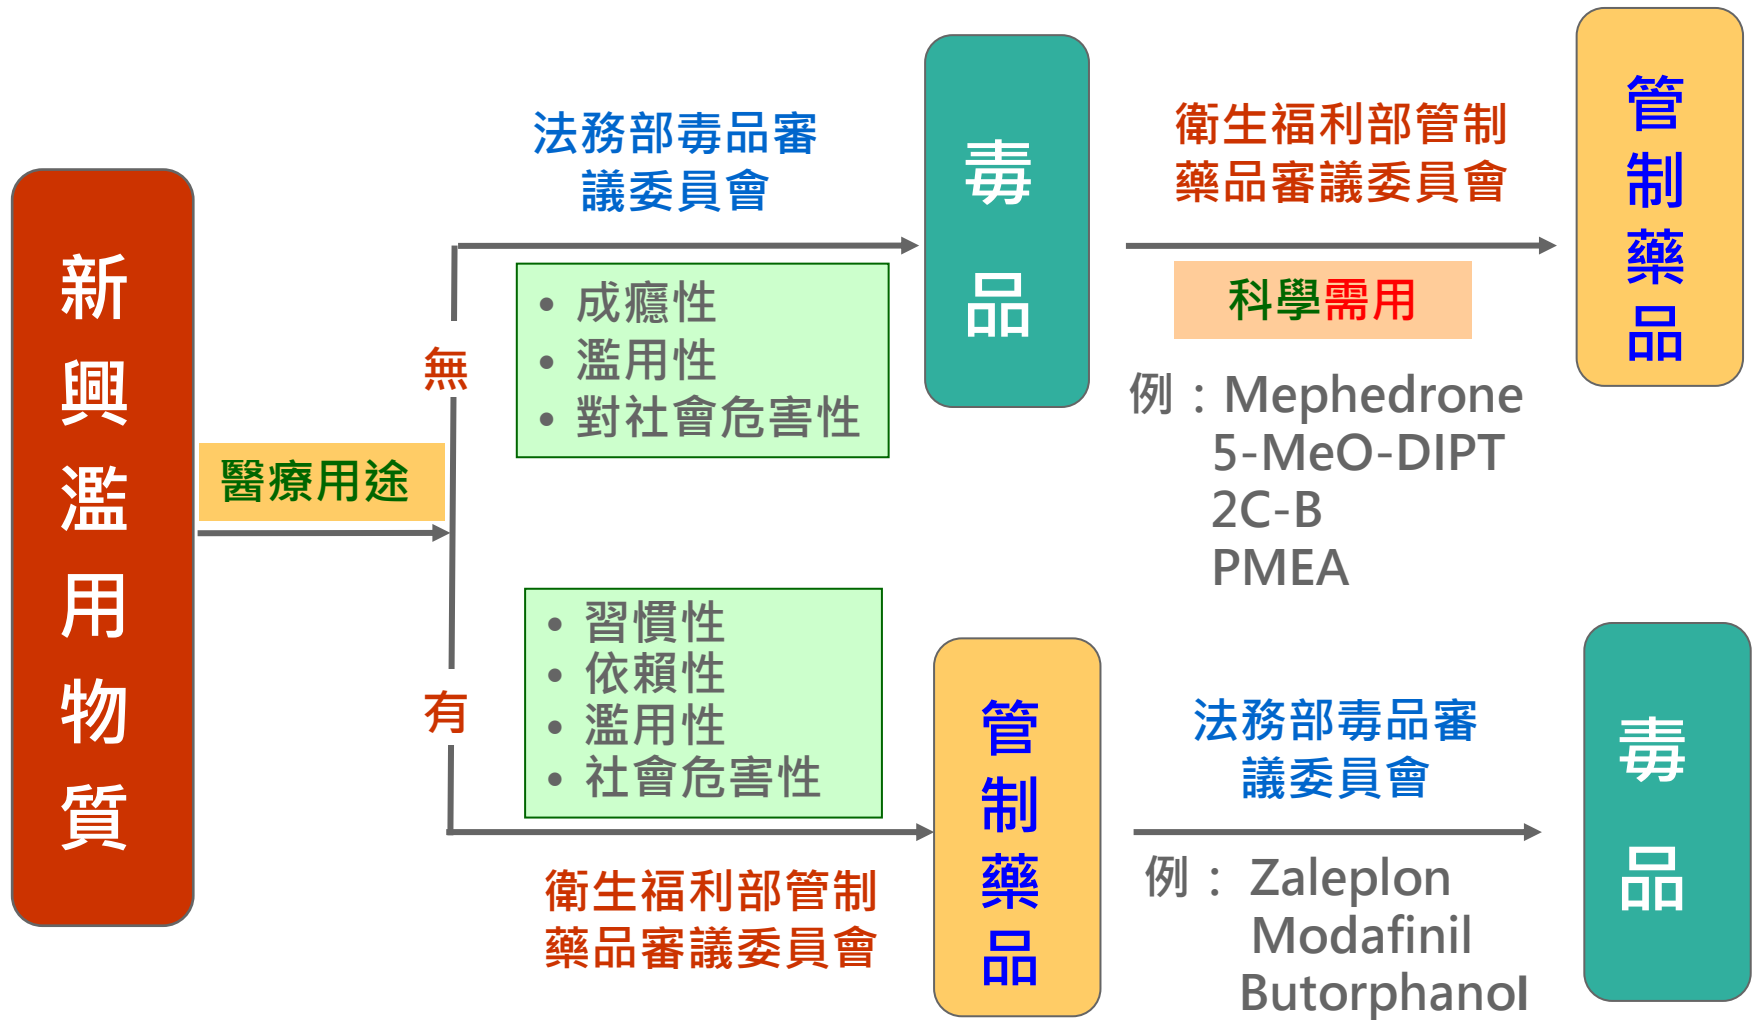 新興濫用物質
醫療用途
無
法務部毒品審
議委員會
• 成癮性
• 濫用性
• 對社會危害性
毒品
衛生福利部管制
藥品審議委員會
科學需用
例：Mephedrone
5-MeO-DIPT
2C-B
PMEA
管制藥品
有
• 習慣性
• 依賴性
• 濫用性
• 社會危害性
衛生福利部管制
藥品審議委員會
管制藥品
法務部毒品審
議委員會
例： Zaleplon
Modafinil
Butorphanol
毒品